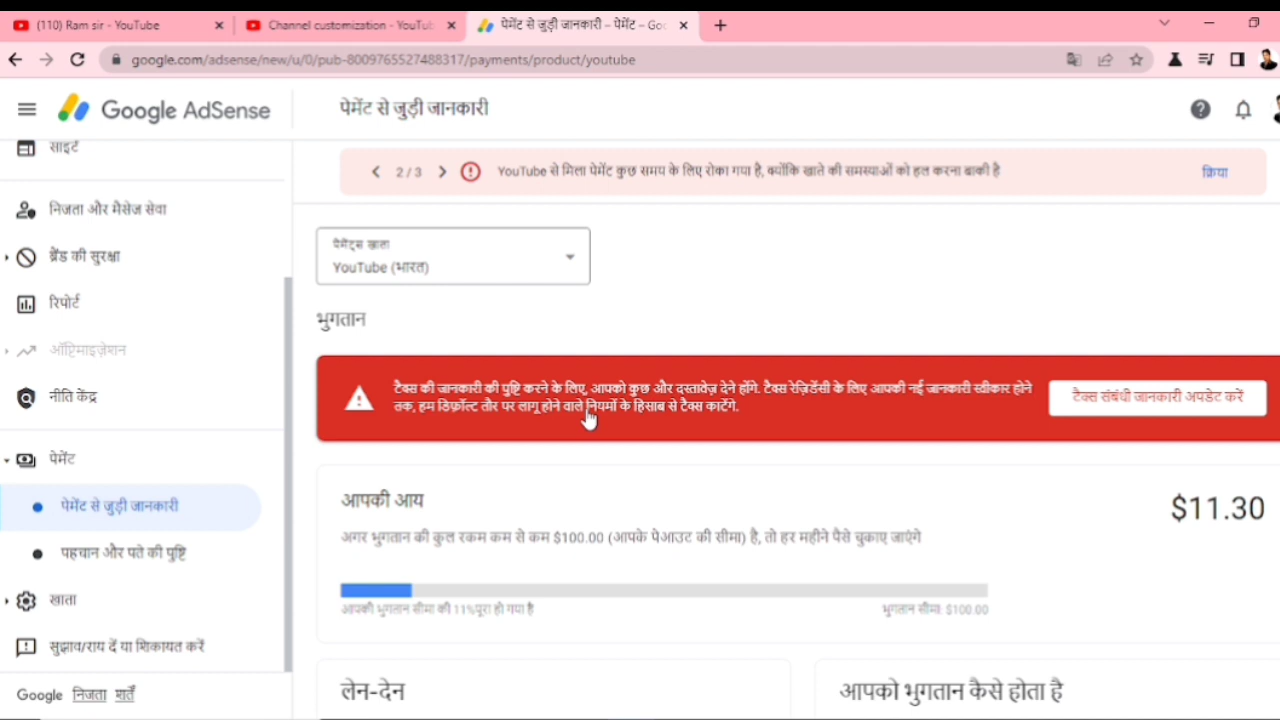 (110) Ram sir - YouTube
Channel customization - YouTub
पेमेंट से जुड़ी जानकारी – पेमेंट – Goo
google.com/adsense/new/u/0/pub-8009765527488317/payments/product/youtube
Google AdSense
पेमेंट से जुड़ी जानकारी
साइटें
2/3
YouTube से मिला पेमेंट कुछ समय के लिए रोका गया है, क्योंकि खाते की समस्याओं को हल करना बाकी है
क्रिया
निजता और मैसेज सेवा
ब्रैंड की सुरक्षा
रिपोर्ट
ऑप्टिमाइज़ेशन
नीति केंद्र
पेमेंट
पेमेंट से जुड़ी जानकारी
पहचान और पते की पुष्टि
खाता
सुझाव/राय दें या शिकायत करें
Google निजता शर्तें
पेमेंट्स खाता
YouTube (भारत)
भुगतान
टैक्स की जानकारी की पुष्टि करने के लिए, आपको कुछ और दस्तावेज़ देने होंगे. टैक्स रेज़िडेंसी के लिए आपकी नई जानकारी स्वीकार होने
तक, हम डिफ़ॉल्ट तौर पर लागू होने वाले नियमों के हिसाब से टैक्स काटेंगे.
टैक्स संबंधी जानकारी अपडेट करें
आपकी आय
$11.30
अगर भुगतान की कुल रकम कम से कम $100.00 (आपके पेआउट की सीमा) है, तो हर महीने पैसे चुकाए जाएंगे
आपकी भुगतान सीमा की 11% पूरा हो गया है
भुगतान सीमा: $100.00
लेन-देन
आपको भुगतान कैसे होता है